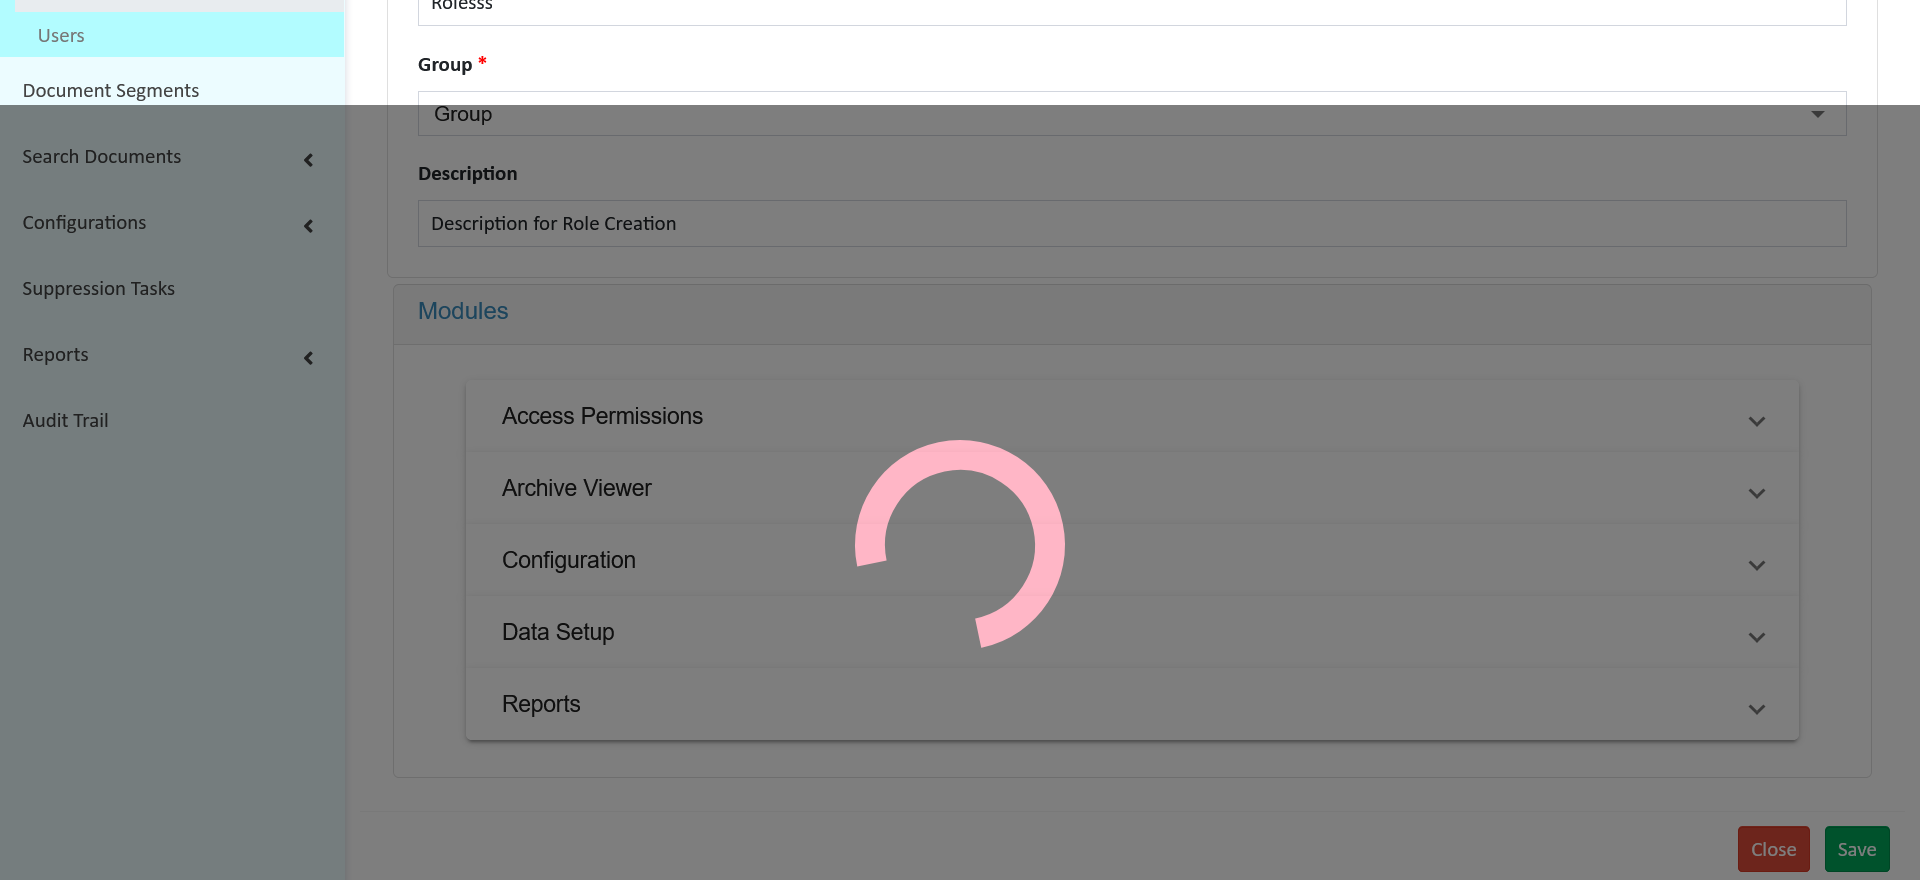 Users
Document Segments
Search Documents
Configurations
Suppression Tasks
Reports
Audit Trail
Rolesss
Group *
Group
Description
Description for Role Creation
Modules
Access Permissions
Archive Viewer
Configuration
Data Setup
Reports
Close
Save